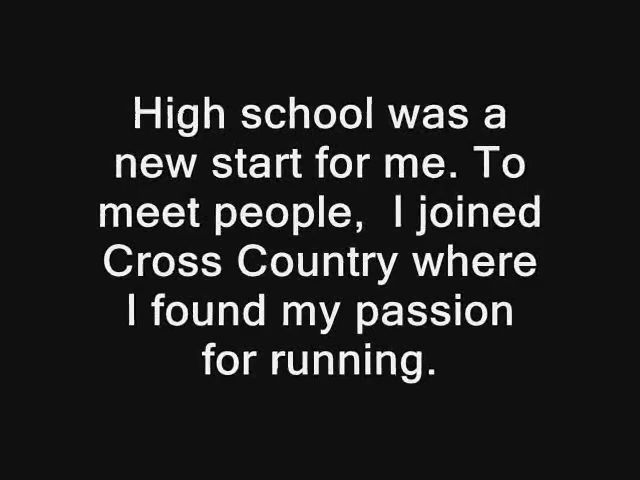 High school was a
new start for me. To
meet people,  I joined
Cross Country where
I found my passion
for running.